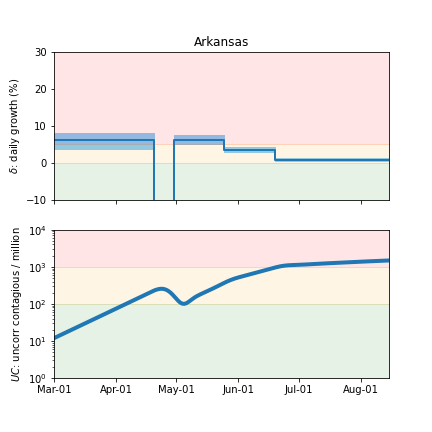 Arkansas
30
20
10
0
−10
δ: daily growth (%)
10⁴
10³
10²
10¹
10⁰
UC: uncorr contagious / million
Mar-01 Apr-01 May-01 Jun-01 Jul-01 Aug-01